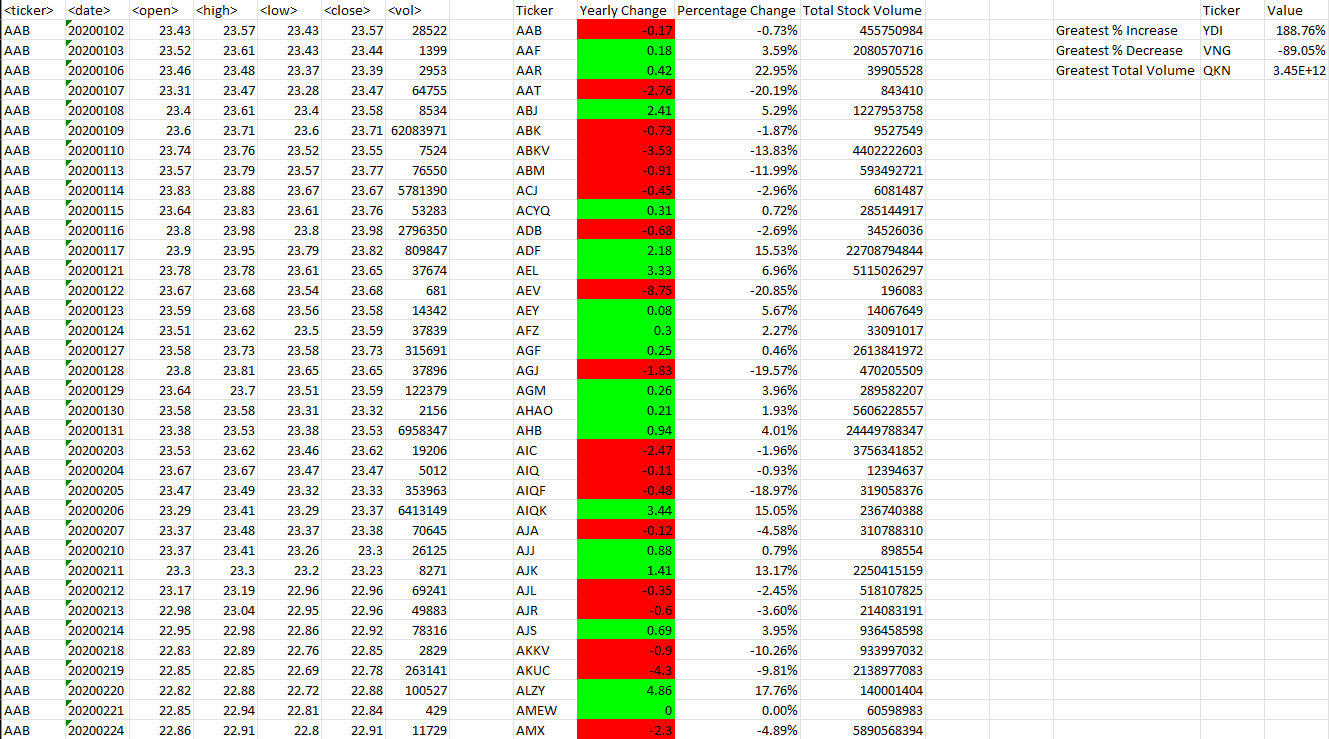 <ticker> <date> <open> <high> <low> <close> <vol> Ticker Yearly Change Percentage Change Total Stock Volume Ticker Value
AAB 20200102 23.43 23.57 23.43 23.57 28522 AAB -0.17 -0.73% 455750984 Greatest % Increase YDI 188.76%
AAB 20200103 23.52 23.61 23.43 23.44 1399 AAF 0.18 3.59% 2080570716 Greatest % Decrease VNG -89.05%
AAB 20200106 23.46 23.48 23.37 23.39 2953 AAR 0.42 22.95% 39905528 Greatest Total Volume QKN 3.45E+12
AAB 20200107 23.31 23.47 23.28 23.47 64755 AAT -2.76 -20.19% 843410
AAB 20200108 23.4 23.61 23.4 23.58 8534 ABJ 2.41 5.29% 1227953758
AAB 20200109 23.6 23.71 23.6 23.71 62083971 ABK -0.73 -1.87% 9527549
AAB 20200110 23.74 23.76 23.52 23.55 7524 ABKV -3.53 -13.83% 4402222603
AAB 20200113 23.57 23.79 23.57 23.77 76550 ABM -0.91 -11.99% 593492721
AAB 20200114 23.83 23.88 23.67 23.67 5781390 ACJ -0.45 -2.96% 6081487
AAB 20200115 23.64 23.83 23.61 23.76 53283 ACYQ 0.31 0.72% 285144917
AAB 20200116 23.8 23.98 23.8 23.98 2796350 ADB -0.68 -2.69% 34526036
AAB 20200117 23.9 23.95 23.79 23.82 809847 ADF 2.18 15.53% 22708794844
AAB 20200121 23.78 23.78 23.61 23.65 37674 AEL 3.33 6.96% 5115026297
AAB 20200122 23.67 23.68 23.54 23.68 681 AEV -8.75 -20.85% 196083
AAB 20200123 23.59 23.68 23.56 23.58 14342 AEY 0.08 5.67% 14067649
AAB 20200124 23.51 23.62 23.5 23.59 37839 AFZ 0.3 2.27% 33091017
AAB 20200127 23.58 23.73 23.58 23.73 315691 AGF 0.25 0.46% 2613841972
AAB 20200128 23.8 23.81 23.65 23.65 37896 AGJ -1.83 -19.57% 470205509
AAB 20200129 23.64 23.7 23.51 23.59 122379 AGM 0.26 3.96% 289582207
AAB 20200130 23.58 23.58 23.31 23.32 2156 AHAO 0.21 1.93% 5606228557
AAB 20200131 23.38 23.53 23.38 23.53 6958347 AHB 0.94 4.01% 24449788347
AAB 20200203 23.53 23.62 23.46 23.62 19206 AIC -2.47 -1.96% 3756341852
AAB 20200204 23.67 23.67 23.47 23.47 5012 AIQ -0.11 -0.93% 12394637
AAB 20200205 23.47 23.49 23.32 23.33 353963 AIQF -0.48 -18.97% 319058376
AAB 20200206 23.29 23.41 23.29 23.37 6413149 AIQK 3.44 15.05% 236740388
AAB 20200207 23.37 23.48 23.37 23.38 70645 AJA -0.12 -4.58% 310788310
AAB 20200210 23.37 23.41 23.26 23.3 26125 AJJ 0.88 0.79% 898554
AAB 20200211 23.3 23.3 23.2 23.23 8271 AJK 1.41 13.17% 2250415159
AAB 20200212 23.17 23.19 22.96 22.96 69241 AJL -0.35 -2.45% 518107825
AAB 20200213 22.98 23.04 22.95 22.96 49883 AJR -0.6 -3.60% 214083191
AAB 20200214 22.95 22.98 22.86 22.92 78316 AJS 0.69 3.95% 936458598
AAB 20200218 22.83 22.89 22.76 22.85 2829 AKKV -0.9 -10.26% 933997032
AAB 20200219 22.85 22.85 22.69 22.78 263141 AKUC -4.3 -9.81% 2138977083
AAB 20200220 22.82 22.88 22.72 22.88 100527 ALZY 4.86 17.76% 140001404
AAB 20200221 22.85 22.94 22.81 22.84 429 AMEW 0 0.00% 60598983
AAB 20200224 22.86 22.91 22.8 22.91 11729 AMX -2.3 -4.89% 5890568394